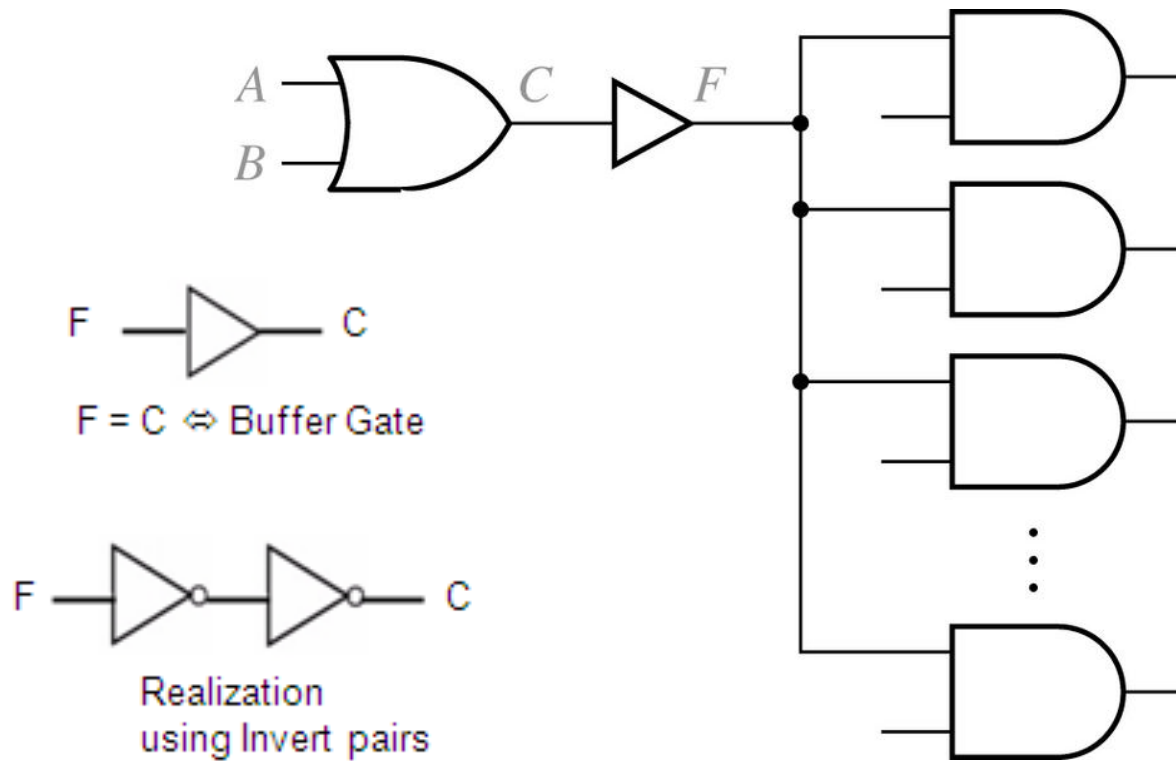 A
B
C
F
F
C
F = C ⇔ Buffer Gate
F
C
Realization
using Invert pairs